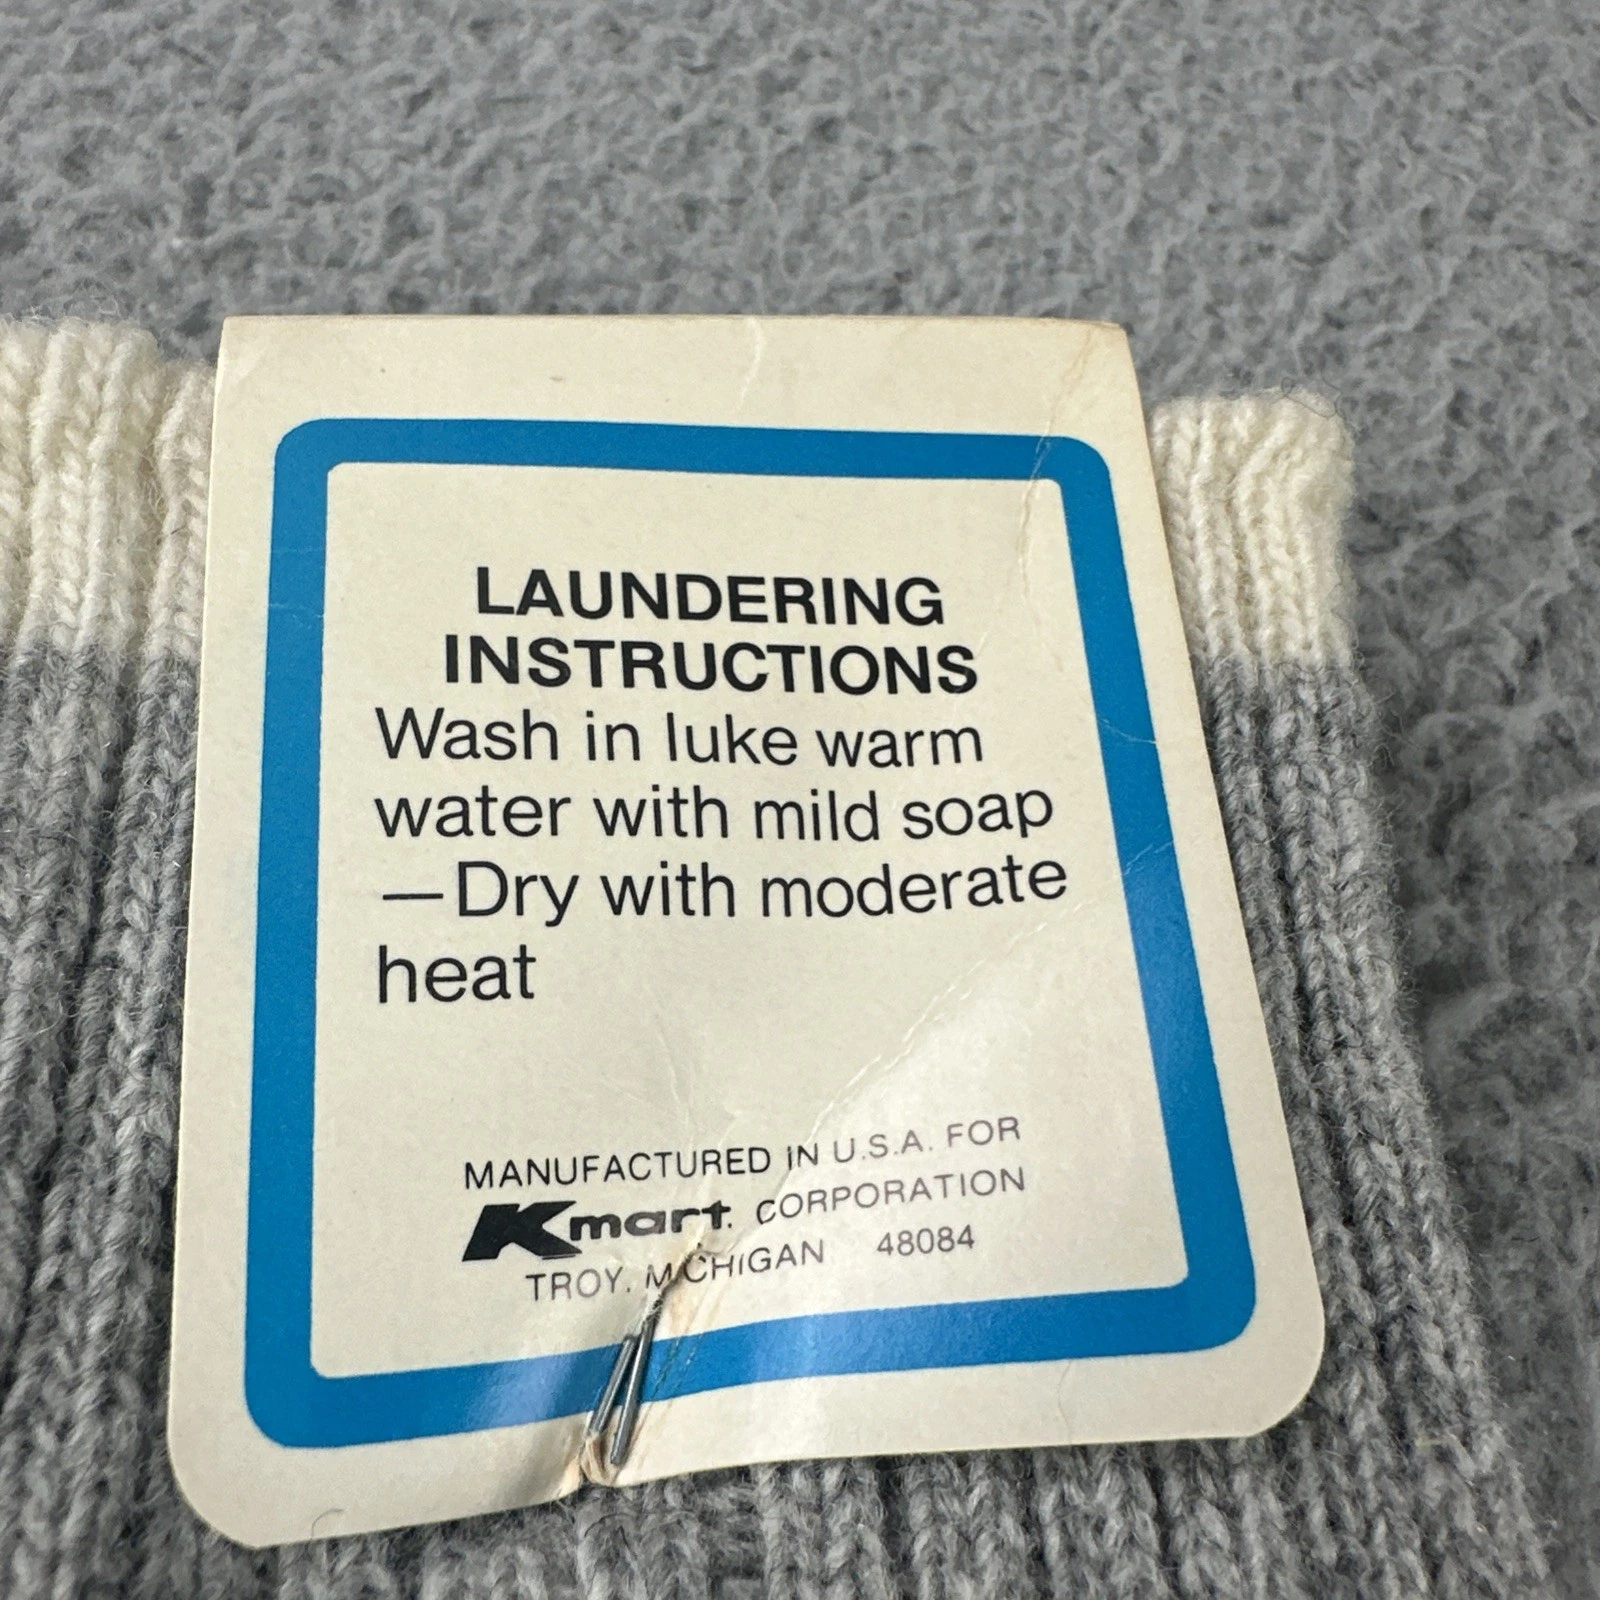 LAUNDERING
INSTRUCTIONS
Wash in luke warm
water with mild soap
—Dry with moderate
heat
MANUFACTURED IN U.S.A. FOR
Kmart. CORPORATION
TROY, MICHIGAN 48084